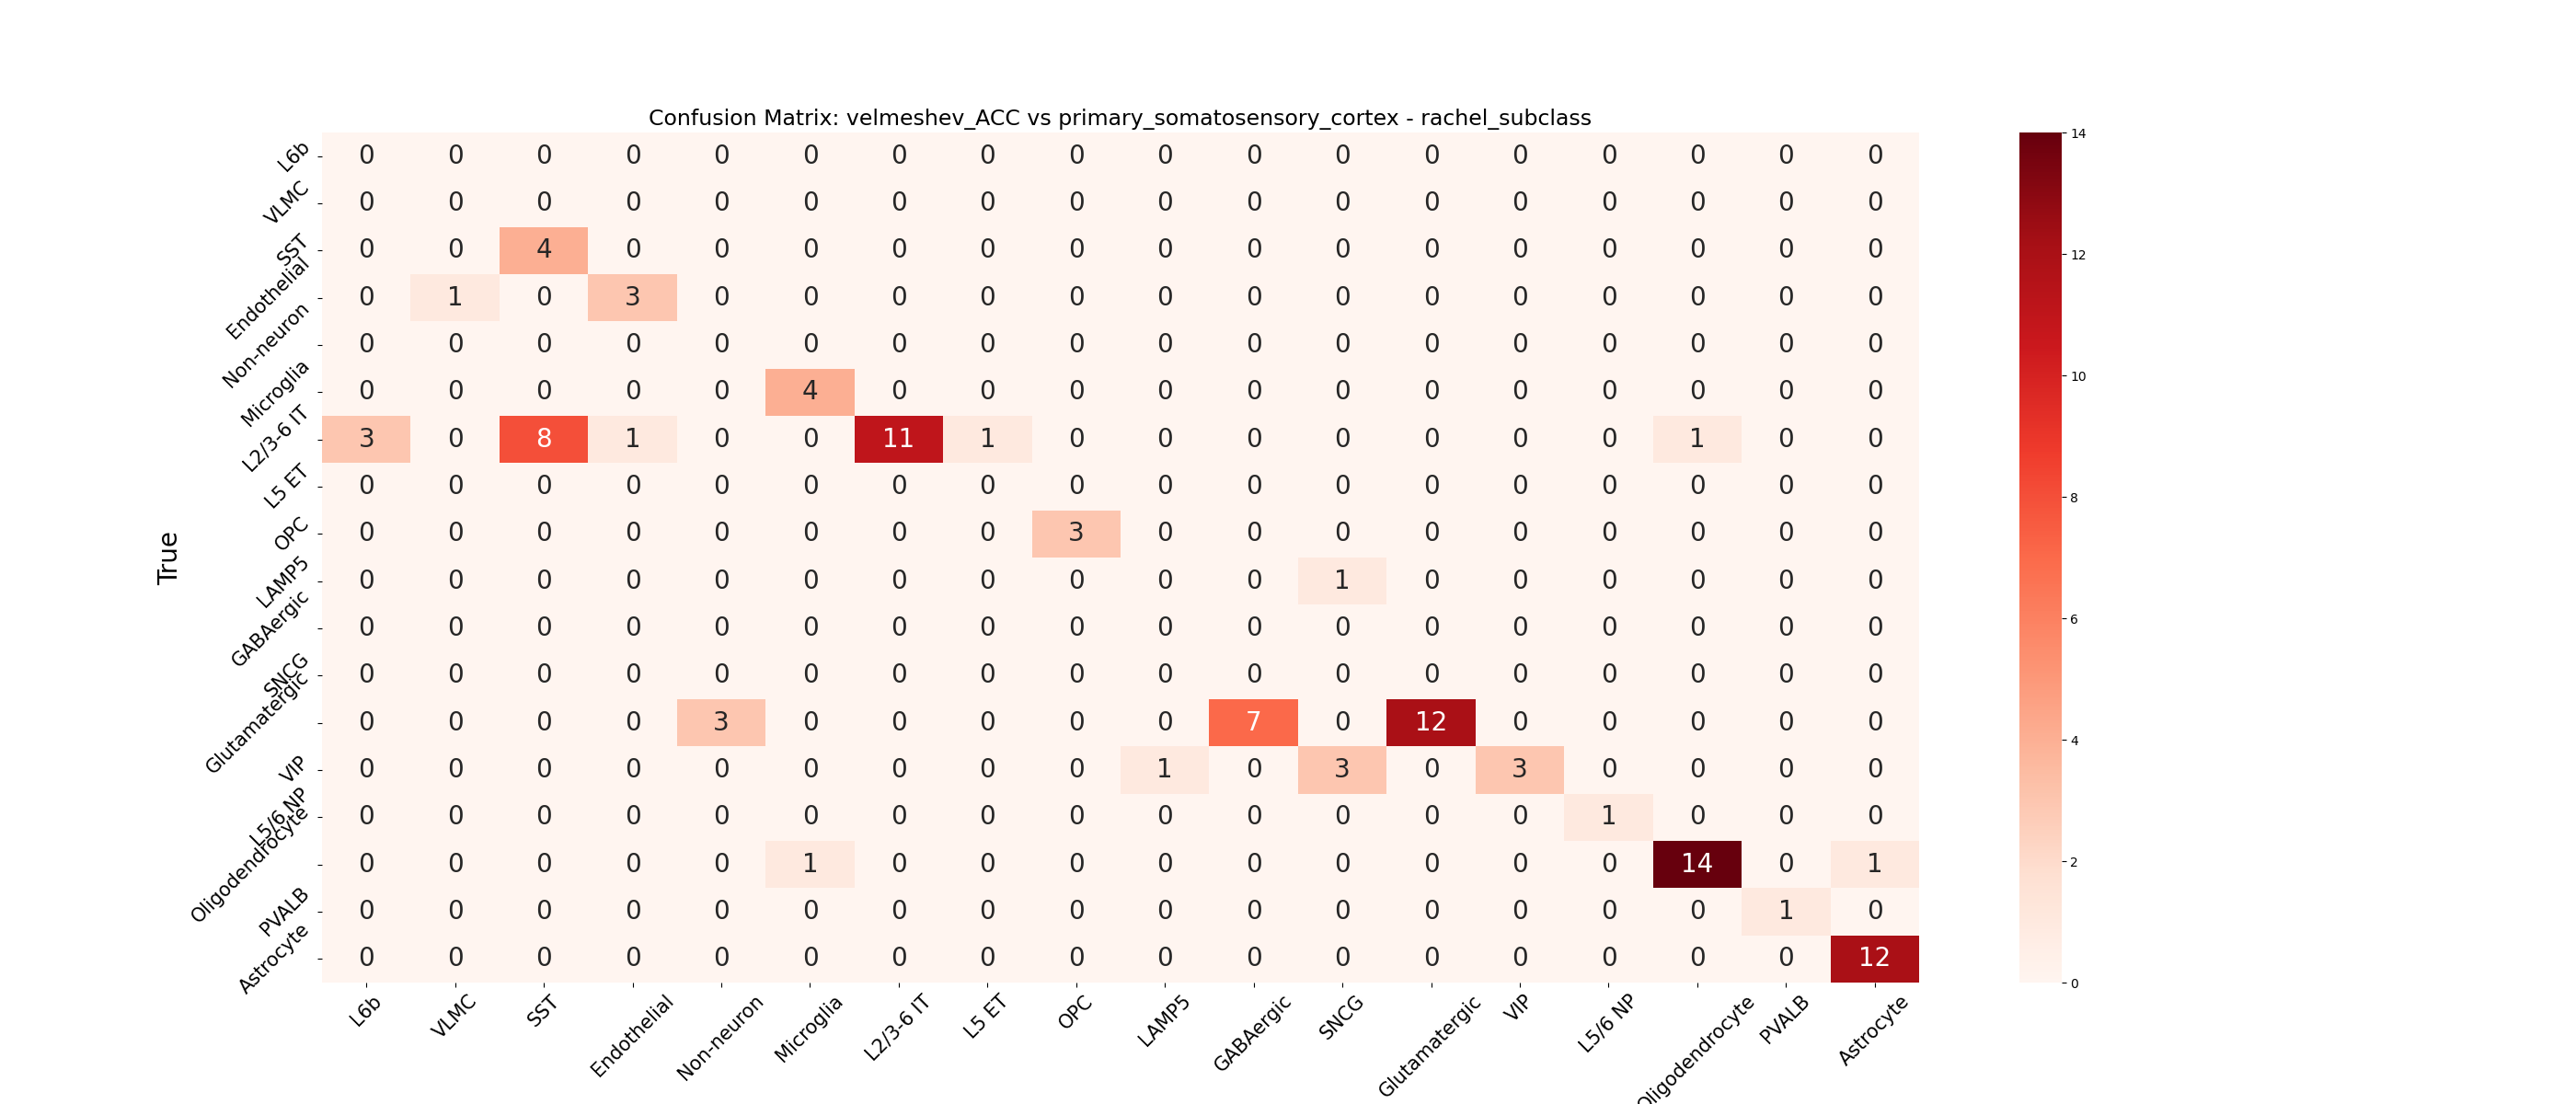 Confusion Matrix: velmeshev_ACC vs primary_somatosensory_cortex - rachel_subclass
True
L6b 0 0 0 0 0 0 0 0 0 0 0 0 0 0 0 0 0 0
VLMC 0 0 0 0 0 0 0 0 0 0 0 0 0 0 0 0 0 0
SST 0 0 4 0 0 0 0 0 0 0 0 0 0 0 0 0 0 0
Endothelial 0 1 0 3 0 0 0 0 0 0 0 0 0 0 0 0 0 0
Non-neuron 0 0 0 0 0 0 0 0 0 0 0 0 0 0 0 0 0 0
Microglia 0 0 0 0 0 4 0 0 0 0 0 0 0 0 0 0 0 0
L2/3-6 IT 3 0 8 1 0 0 11 1 0 0 0 0 0 0 0 1 0 0
L5 ET 0 0 0 0 0 0 0 0 0 0 0 0 0 0 0 0 0 0
OPC 0 0 0 0 0 0 0 0 3 0 0 0 0 0 0 0 0 0
LAMP5 0 0 0 0 0 0 0 0 0 0 0 1 0 0 0 0 0 0
GABAergic 0 0 0 0 0 0 0 0 0 0 0 0 0 0 0 0 0 0
SNCG 0 0 0 0 0 0 0 0 0 0 0 0 0 0 0 0 0 0
Glutamatergic 0 0 0 0 3 0 0 0 0 0 7 0 12 0 0 0 0 0
VIP 0 0 0 0 0 0 0 0 0 1 0 3 0 3 0 0 0 0
L5/6 NP 0 0 0 0 0 0 0 0 0 0 0 0 0 0 1 0 0 0
Oligodendrocyte 0 0 0 0 0 1 0 0 0 0 0 0 0 0 0 14 0 1
PVALB 0 0 0 0 0 0 0 0 0 0 0 0 0 0 0 0 1 0
Astrocyte 0 0 0 0 0 0 0 0 0 0 0 0 0 0 0 0 0 12
L6b VLMC SST Endothelial Non-neuron Microglia L2/3-6 IT L5 ET OPC LAMP5 GABAergic SNCG Glutamatergic VIP L5/6 NP Oligodendrocyte PVALB Astrocyte
14
12
10
8
6
4
2
0